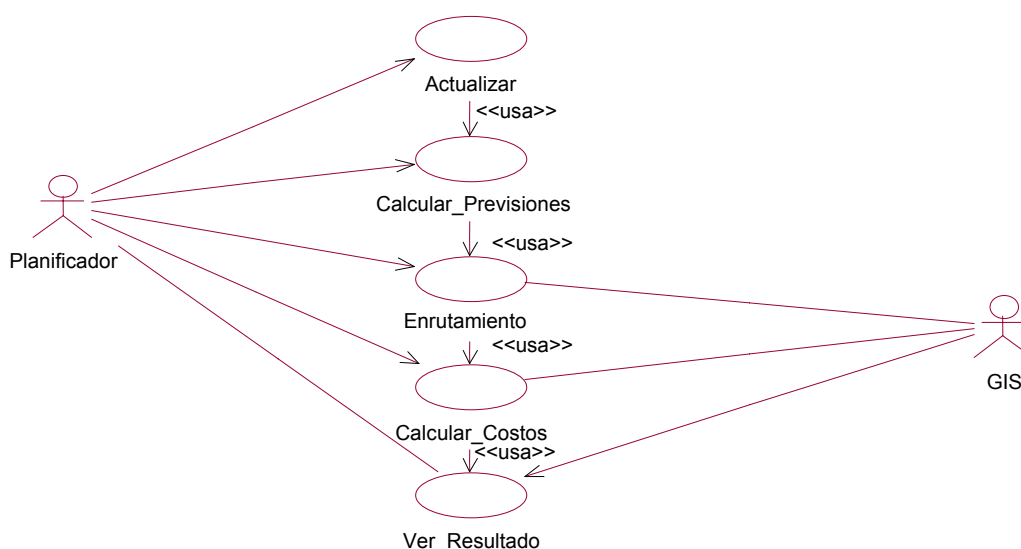 Actualizar
<<usa>>
Calcular_Previsiones
<<usa>>
Planificador
Enrutamiento
<<usa>>
GIS
Calcular_Costos
<<usa>>
Ver_Resultado